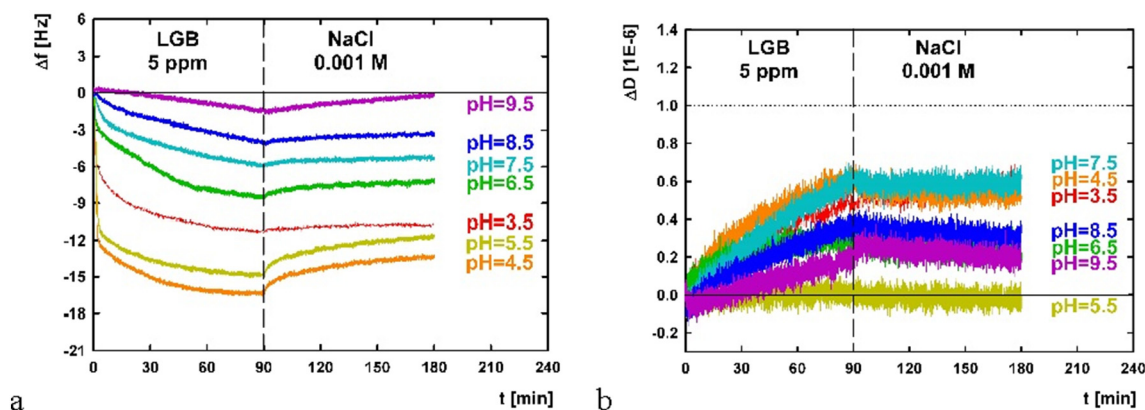 Δf [Hz]
6
3
0
-3
-6
-9
-12
-15
-18
-21
LGB
5 ppm
NaCl
0.001 M
pH=9.5
pH=8.5
pH=7.5
pH=6.5
pH=3.5
pH=5.5
pH=4.5
0 30 60 90 120 150 180 210 240
t [min]
a
ΔD [1E-6]
1.4
1.2
1.0
0.8
0.6
0.4
0.2
0.0
-0.2
LGB
5 ppm
NaCl
0.001 M
pH=7.5
pH=4.5
pH=3.5
pH=8.5
pH=6.5
pH=9.5
pH=5.5
0 30 60 90 120 150 180 210 240
t [min]
b